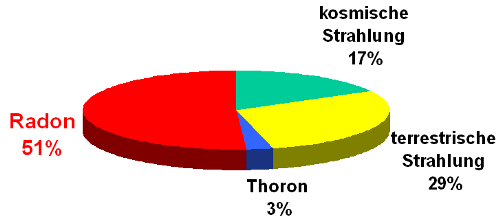 kosmische
Strahlung
17%
Radon
51%
terrestrische
Strahlung
29%
Thoron
3%